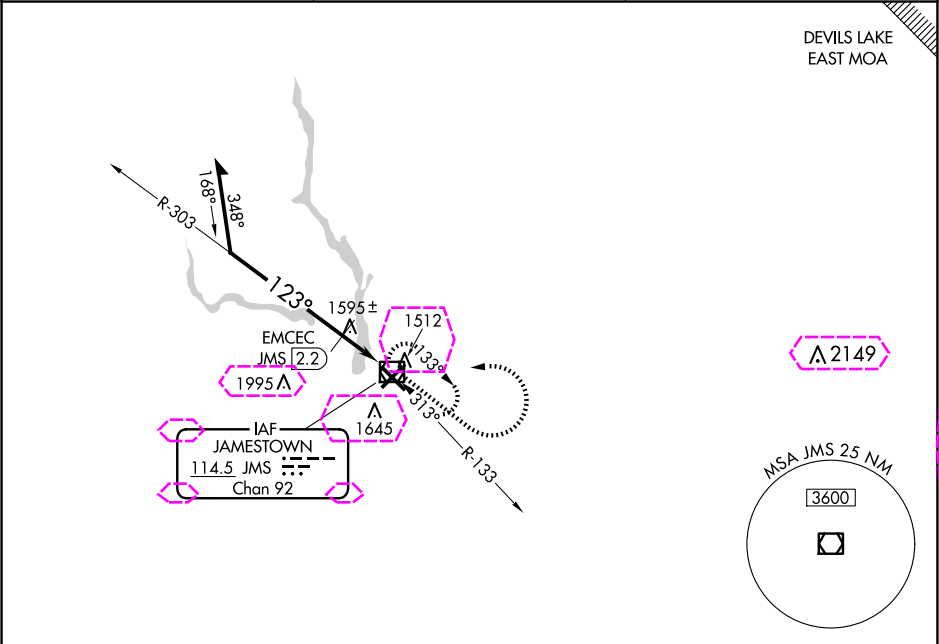 DEVILS LAKE
EAST MOA
168°
348°
R-303
123°
1595±
1512
EMCEC
JMS 2.2
133°
2149
1995
313°
1645
IAF
JAMESTOWN
114.5 JMS
Chan 92
R-133
MSA JMS 25 NM
3600